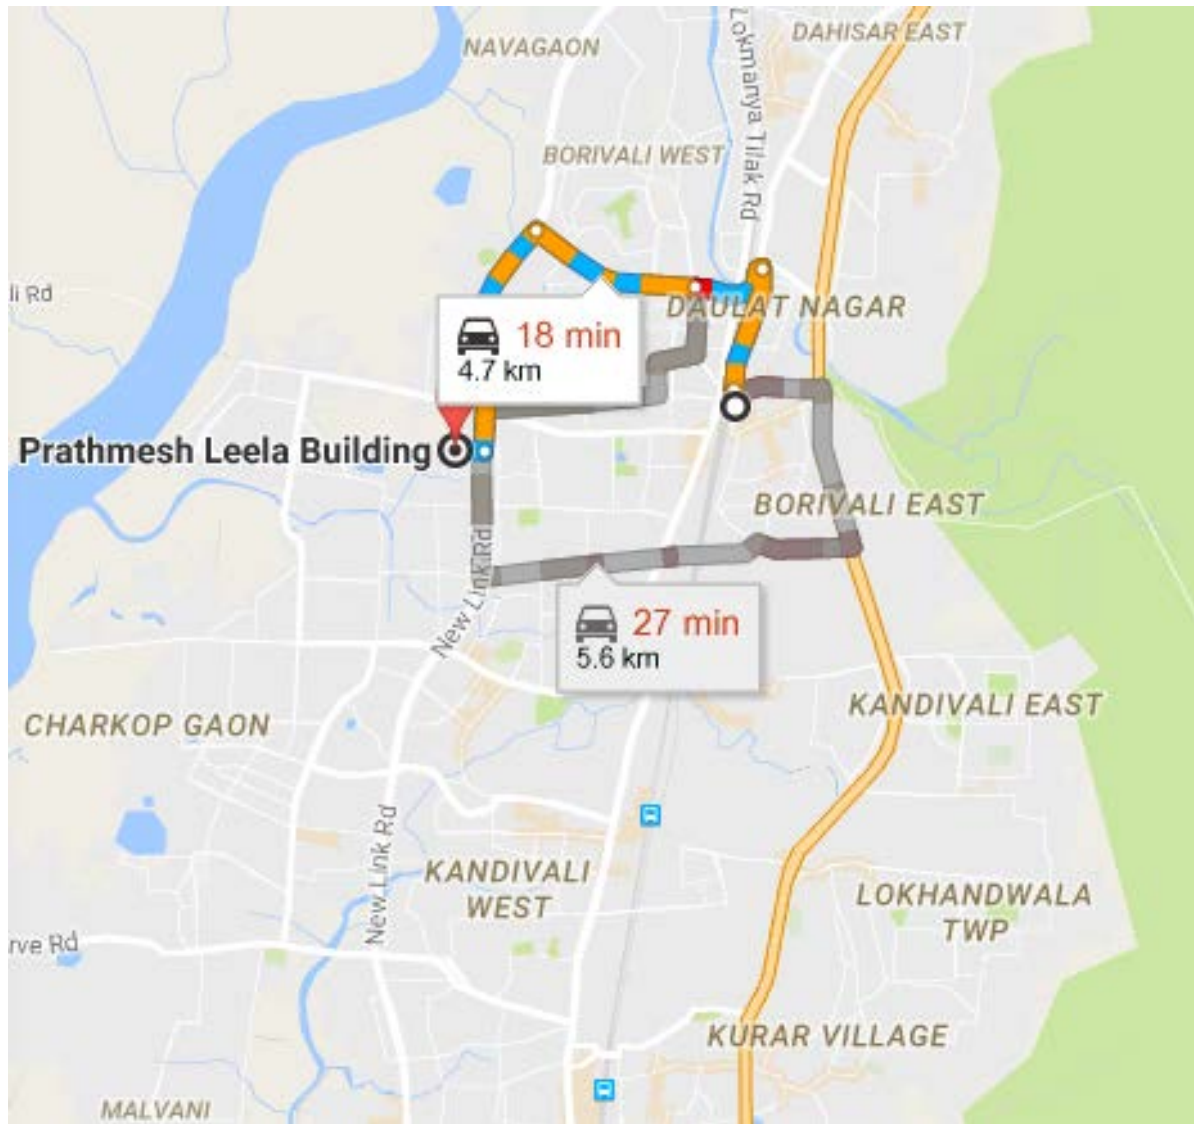 NAVAGAON
DAHISAR EAST
Lokmanya Tilak Rd
BORIVALI WEST
li Rd
DAULAT NAGAR
18 min
4.7 km
Prathmesh Leela Building
BORIVALI EAST
New Link Rd
27 min
5.6 km
KANDIVALI EAST
CHARKOP GAON
New Link Rd
KANDIVALI
WEST
LOKHANDWALA
TWP
rve Rd
KURAR VILLAGE
MALVANI